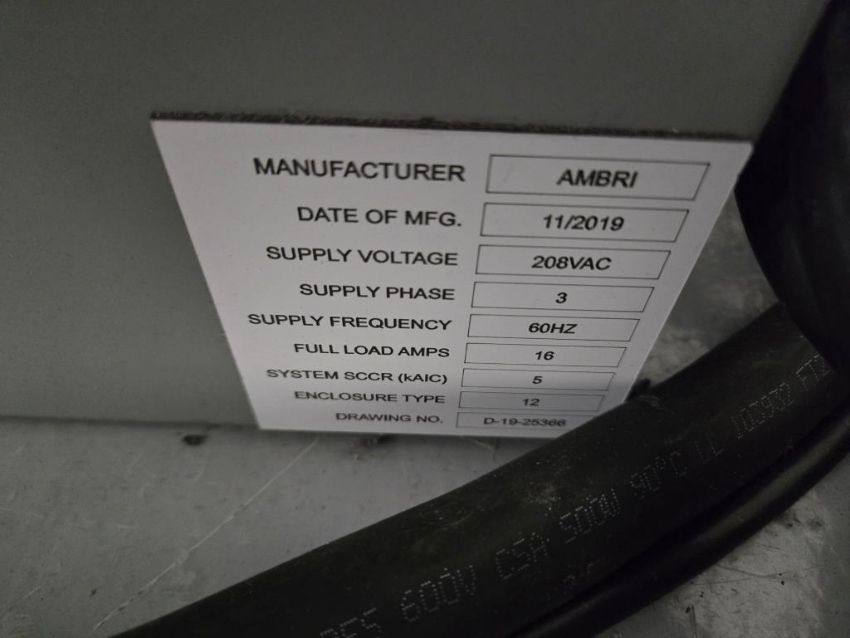 MANUFACTURER AMBRI
DATE OF MFG. 11/2019
SUPPLY VOLTAGE 208VAC
SUPPLY PHASE 3
SUPPLY FREQUENCY 60HZ
FULL LOAD AMPS 16
SYSTEM SCCR (kAIC) 5
ENCLOSURE TYPE 12
DRAWING NO. D-19-25366
600V CSA 90°C